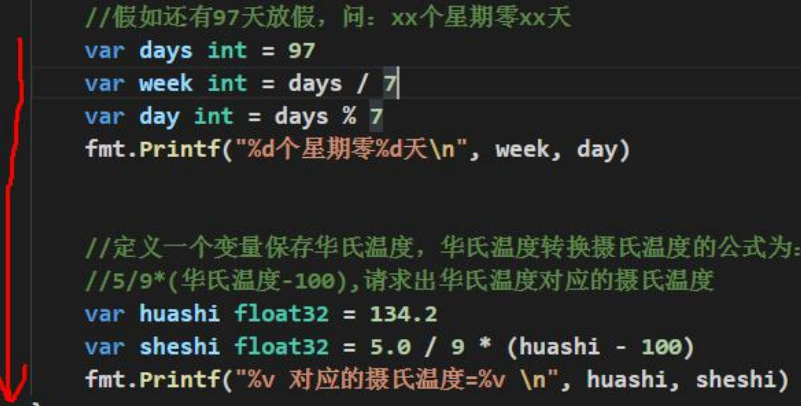 //假如还有97天放假，问：xx个星期零xx天
var days int = 97
var week int = days / 7
var day int = days % 7
fmt.Printf("%d个星期零%d天\n", week, day)
//定义一个变量保存华氏温度，华氏温度转换摄氏温度的公式为：
//5/9*(华氏温度-100),请求出华氏温度对应的摄氏温度
var huashi float32 = 134.2
var sheshi float32 = 5.0 / 9 * (huashi - 100)
fmt.Printf("%v 对应的摄氏温度=%v \n", huashi, sheshi)